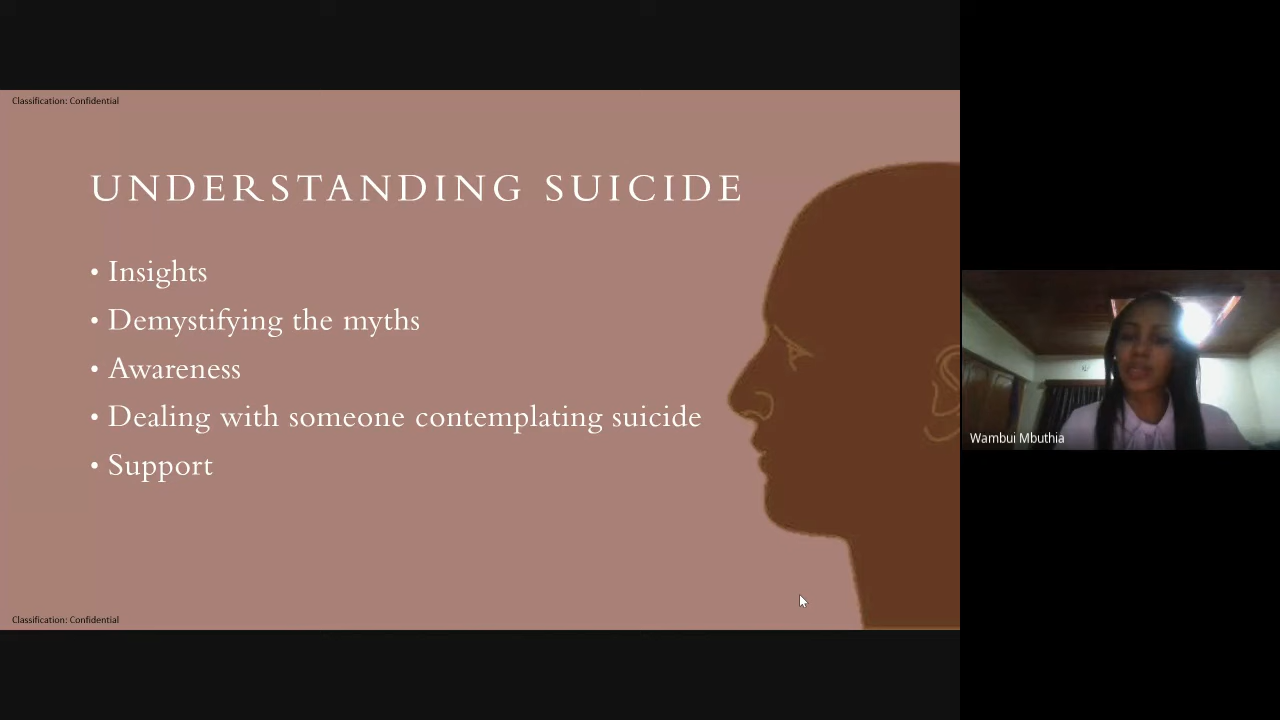 Classification: Confidential
UNDERSTANDING SUICIDE
• Insights
• Demystifying the myths
• Awareness
• Dealing with someone contemplating suicide
• Support
Classification: Confidential
Wambui Mbuthia